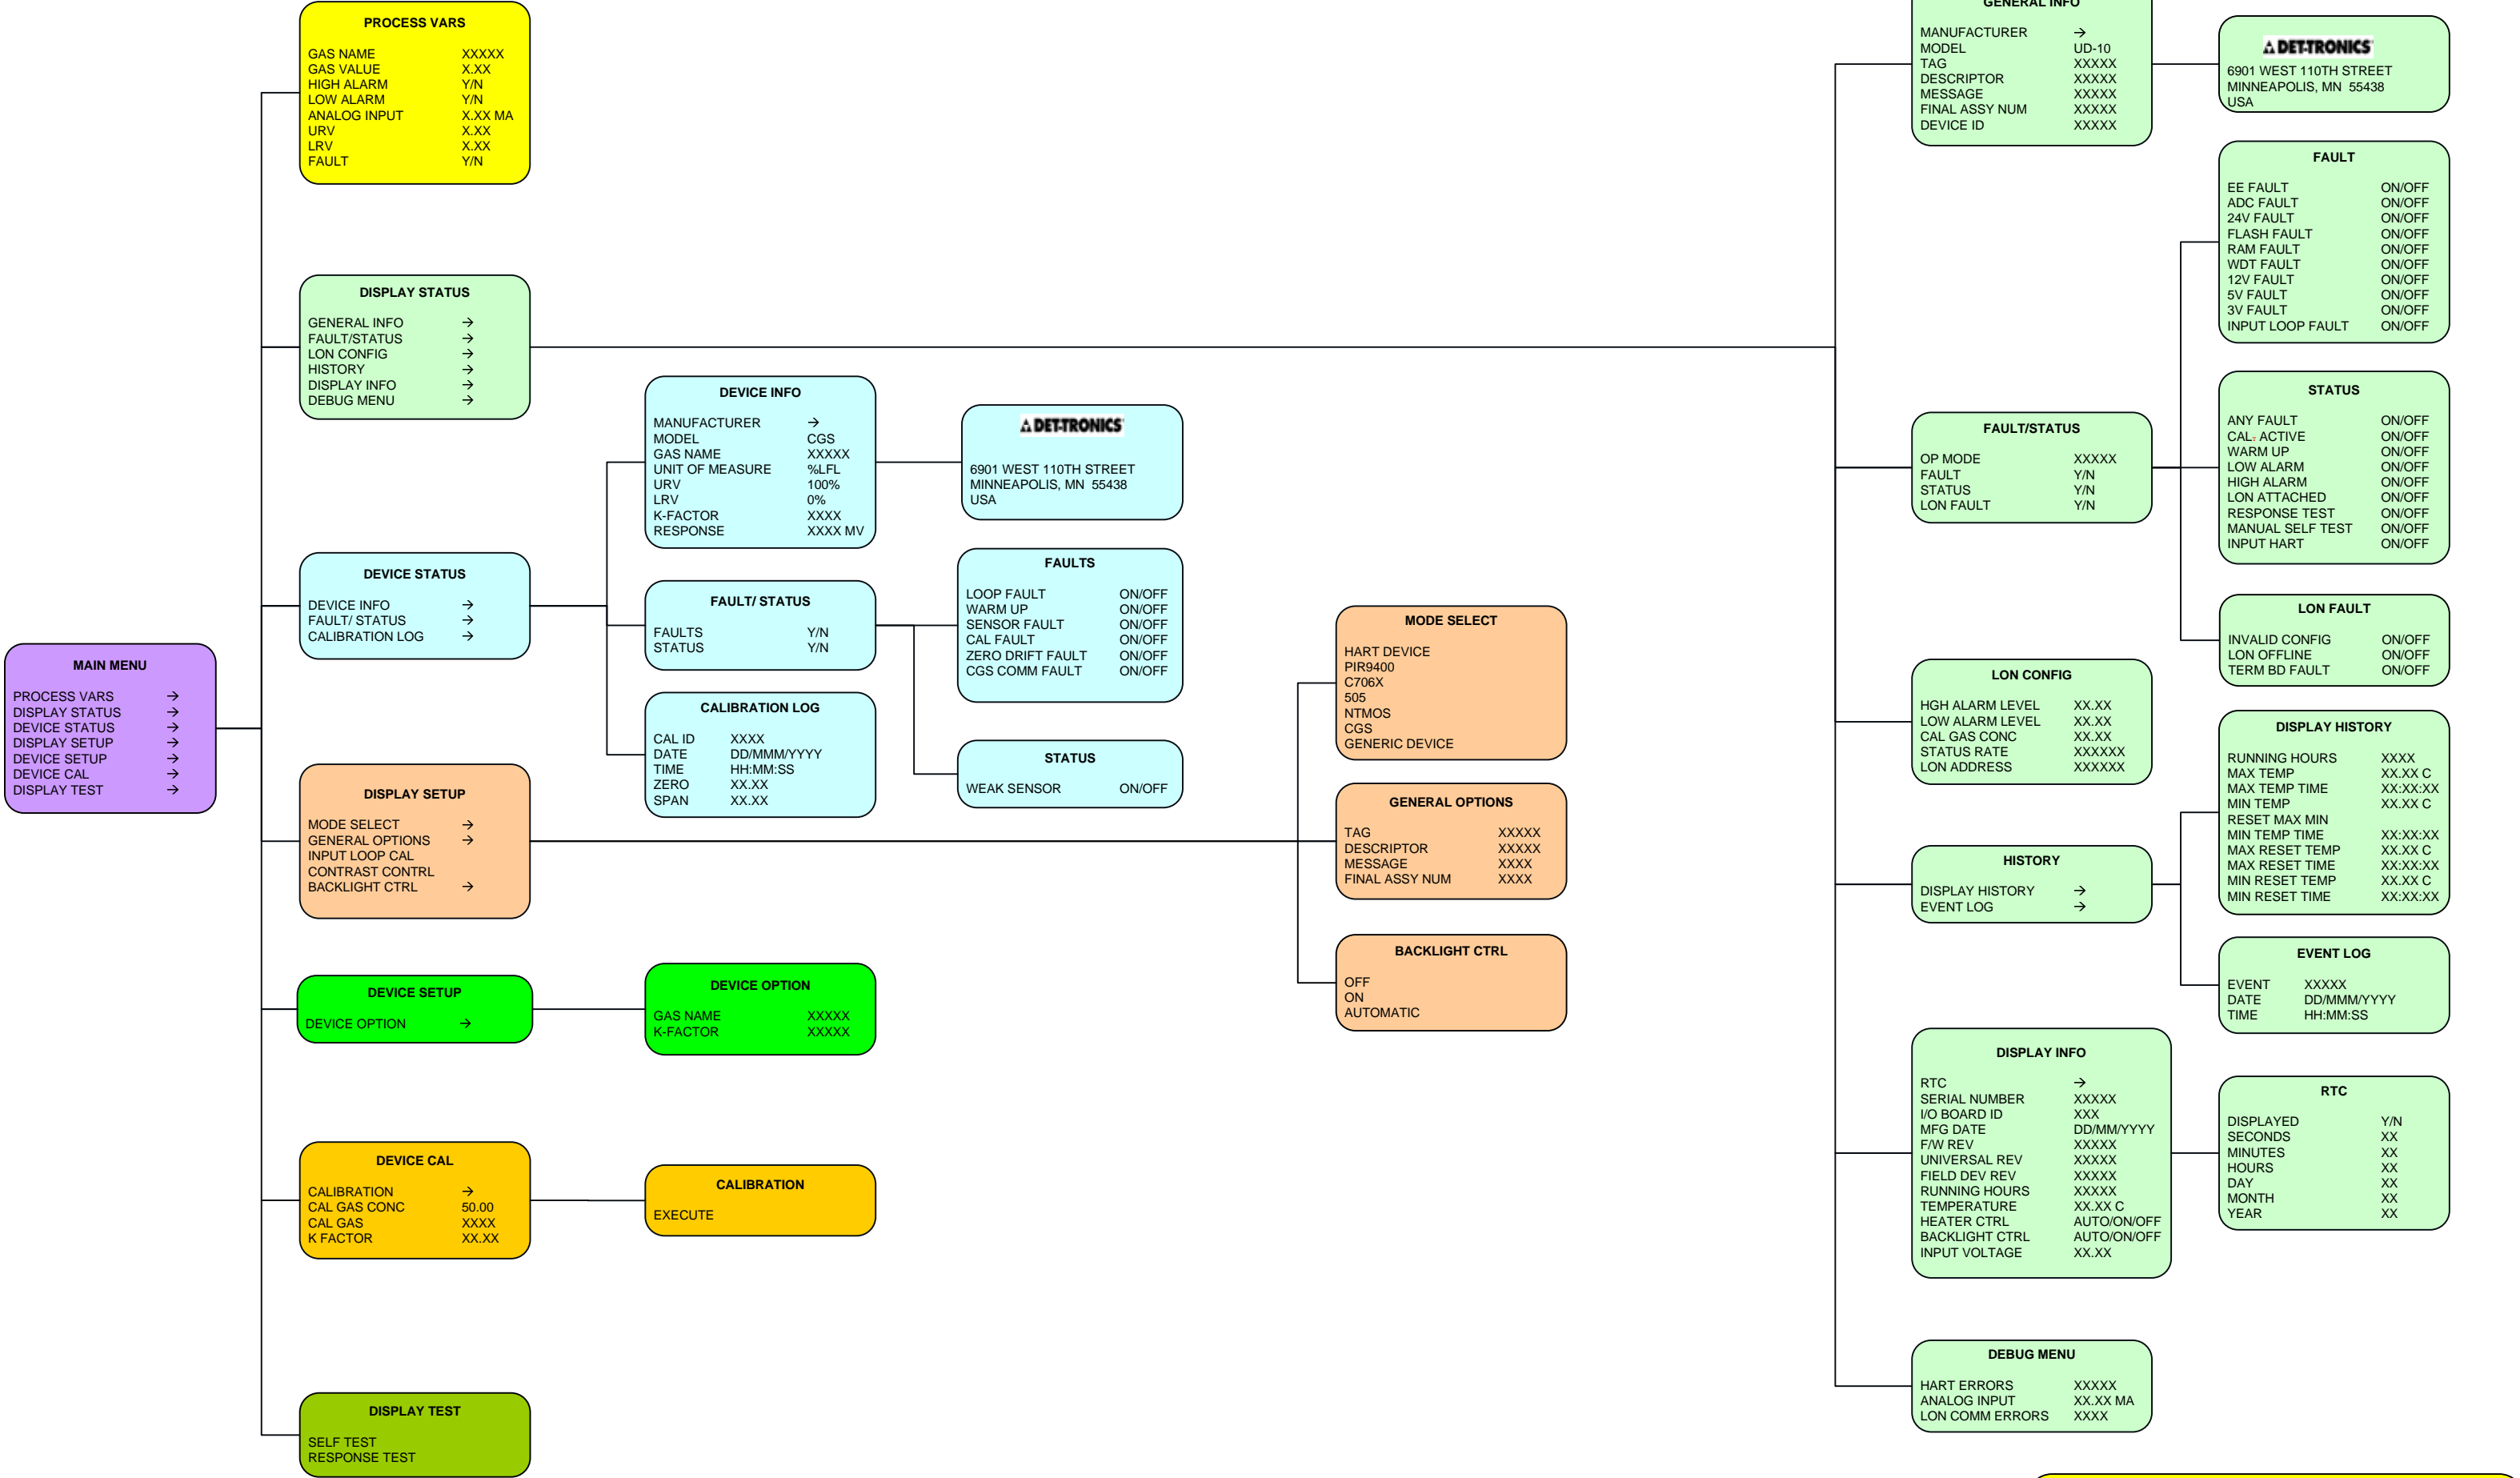 MAIN MENU
PROCESS VARS →
DISPLAY STATUS →
DEVICE STATUS →
DISPLAY SETUP →
DEVICE SETUP →
DEVICE CAL →
DISPLAY TEST →
PROCESS VARS
GAS NAME XXXXX
GAS VALUE X.XX
HIGH ALARM Y/N
LOW ALARM Y/N
ANALOG INPUT X.XX MA
URV X.XX
LRV X.XX
FAULT Y/N
DISPLAY STATUS
GENERAL INFO →
FAULT/STATUS →
LON CONFIG →
HISTORY →
DISPLAY INFO →
DEBUG MENU →
DEVICE STATUS
DEVICE INFO →
FAULT/ STATUS →
CALIBRATION LOG →
DISPLAY SETUP
MODE SELECT →
GENERAL OPTIONS →
INPUT LOOP CAL
CONTRAST CONTRL
BACKLIGHT CTRL →
DEVICE SETUP
DEVICE OPTION →
DEVICE CAL
CALIBRATION →
CAL GAS CONC 50.00
CAL GAS XXXX
K FACTOR XX.XX
DISPLAY TEST
SELF TEST
RESPONSE TEST
DEVICE INFO
MANUFACTURER →
MODEL CGS
GAS NAME XXXXX
UNIT OF MEASURE %LFL
URV 100%
LRV 0%
K-FACTOR XXXX
RESPONSE XXXX MV
FAULT/ STATUS
FAULTS Y/N
STATUS Y/N
CALIBRATION LOG
CAL ID XXXX
DATE DD/MMM/YYYY
TIME HH:MM:SS
ZERO XX.XX
SPAN XX.XX
DEVICE OPTION
GAS NAME XXXXX
K-FACTOR XXXXX
CALIBRATION
EXECUTE
DET-TRONICS
6901 WEST 110TH STREET
MINNEAPOLIS, MN 55438
USA
FAULTS
LOOP FAULT ON/OFF
WARM UP ON/OFF
SENSOR FAULT ON/OFF
CAL FAULT ON/OFF
ZERO DRIFT FAULT ON/OFF
CGS COMM FAULT ON/OFF
STATUS
WEAK SENSOR ON/OFF
MODE SELECT
HART DEVICE
PIR9400
C706X
505
NTMOS
CGS
GENERIC DEVICE
GENERAL OPTIONS
TAG XXXXX
DESCRIPTOR XXXXX
MESSAGE XXXX
FINAL ASSY NUM XXXX
BACKLIGHT CTRL
OFF
ON
AUTOMATIC
GENERAL INFO
MANUFACTURER →
MODEL UD-10
TAG XXXXX
DESCRIPTOR XXXXX
MESSAGE XXXXX
FINAL ASSY NUM XXXXX
DEVICE ID XXXXX
FAULT/STATUS
OP MODE XXXXX
FAULT Y/N
STATUS Y/N
LON FAULT Y/N
LON CONFIG
HGH ALARM LEVEL XX.XX
LOW ALARM LEVEL XX.XX
CAL GAS CONC XX.XX
STATUS RATE XXXXXX
LON ADDRESS XXXXXX
HISTORY
DISPLAY HISTORY →
EVENT LOG →
DISPLAY INFO
RTC →
SERIAL NUMBER XXXXX
I/O BOARD ID XXX
MFG DATE DD/MM/YYYY
F/W REV XXXXX
UNIVERSAL REV XXXXX
FIELD DEV REV XXXXX
RUNNING HOURS XXXXX
TEMPERATURE XX.XX C
HEATER CTRL AUTO/ON/OFF
BACKLIGHT CTRL AUTO/ON/OFF
INPUT VOLTAGE XX.XX
DEBUG MENU
HART ERRORS XXXXX
ANALOG INPUT XX.XX MA
LON COMM ERRORS XXXX
DET-TRONICS
6901 WEST 110TH STREET
MINNEAPOLIS, MN 55438
USA
FAULT
EE FAULT ON/OFF
ADC FAULT ON/OFF
24V FAULT ON/OFF
FLASH FAULT ON/OFF
RAM FAULT ON/OFF
WDT FAULT ON/OFF
12V FAULT ON/OFF
5V FAULT ON/OFF
3V FAULT ON/OFF
INPUT LOOP FAULT ON/OFF
STATUS
ANY FAULT ON/OFF
CAL. ACTIVE ON/OFF
WARM UP ON/OFF
LOW ALARM ON/OFF
HIGH ALARM ON/OFF
LON ATTACHED ON/OFF
RESPONSE TEST ON/OFF
MANUAL SELF TEST ON/OFF
INPUT HART ON/OFF
LON FAULT
INVALID CONFIG ON/OFF
LON OFFLINE ON/OFF
TERM BD FAULT ON/OFF
DISPLAY HISTORY
RUNNING HOURS XXXX
MAX TEMP XX.XX C
MAX TEMP TIME XX:XX:XX
MIN TEMP XX.XX C
RESET MAX MIN
MIN TEMP TIME XX:XX:XX
MAX RESET TEMP XX.XX C
MAX RESET TIME XX:XX:XX
MIN RESET TEMP XX.XX C
MIN RESET TIME XX:XX:XX
EVENT LOG
EVENT XXXXX
DATE DD/MMM/YYYY
TIME HH:MM:SS
RTC
DISPLAYED Y/N
SECONDS XX
MINUTES XX
HOURS XX
DAY XX
MONTH XX
YEAR XX